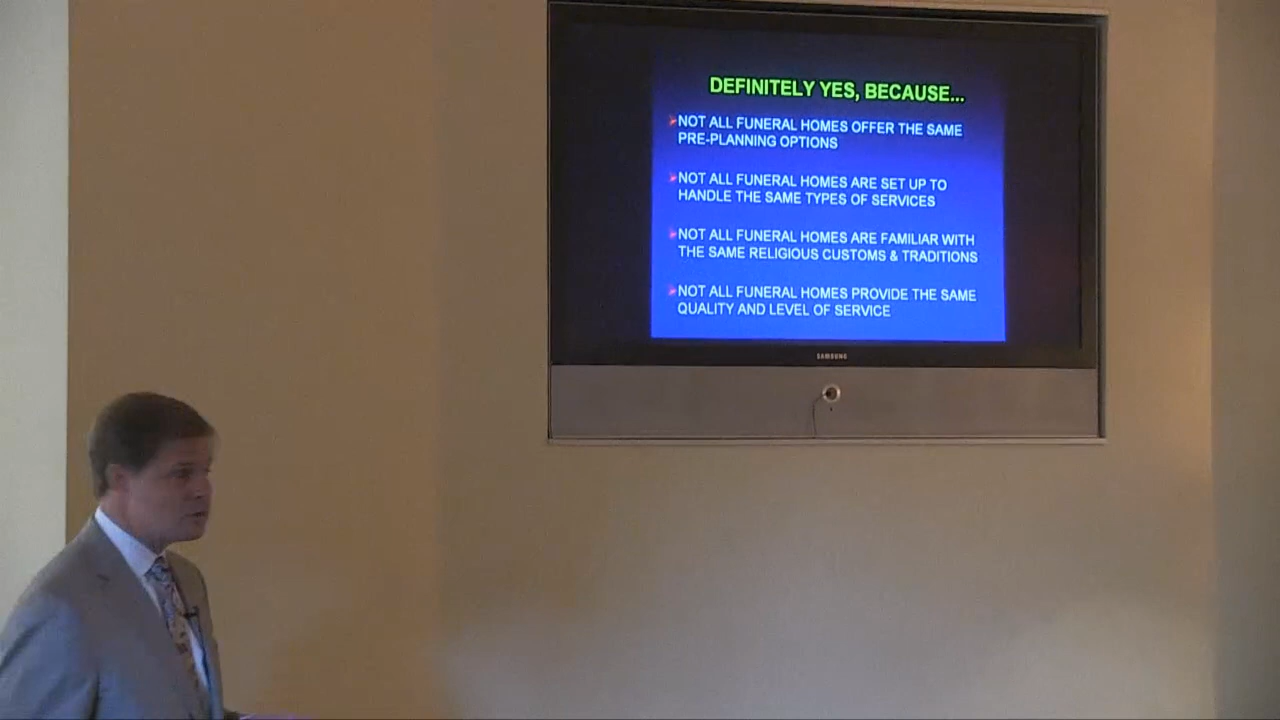 DEFINITELY YES, BECAUSE...
NOT ALL FUNERAL HOMES OFFER THE SAME
PRE-PLANNING OPTIONS
NOT ALL FUNERAL HOMES ARE SET UP TO
HANDLE THE SAME TYPES OF SERVICES
NOT ALL FUNERAL HOMES ARE FAMILIAR WITH
THE SAME RELIGIOUS CUSTOMS & TRADITIONS
NOT ALL FUNERAL HOMES PROVIDE THE SAME
QUALITY AND LEVEL OF SERVICE
SAMSUNG